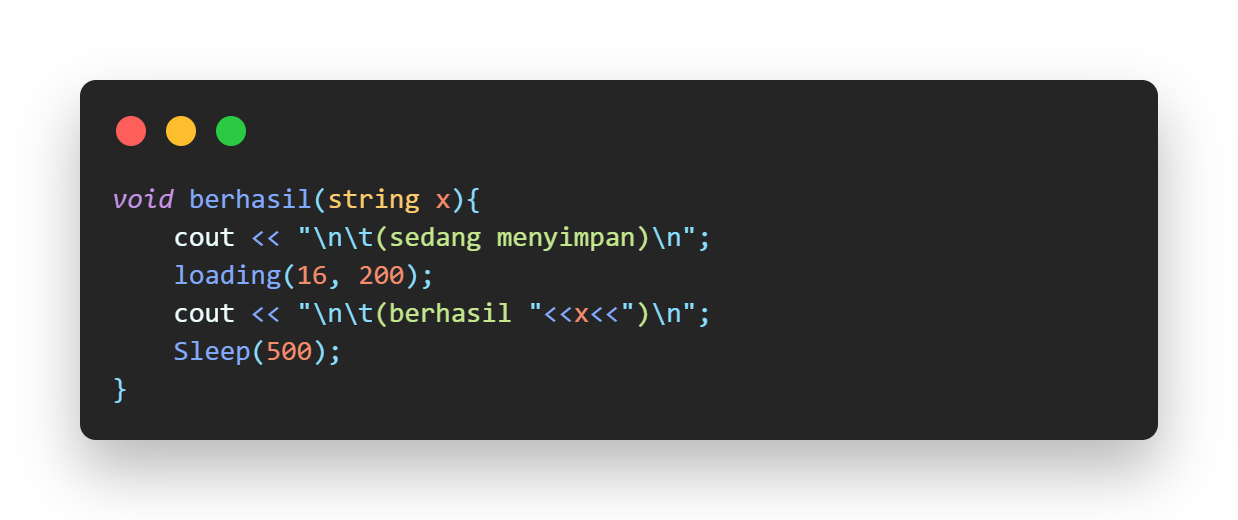 void berhasil(string x){
    cout << "\n\t(sedang menyimpan)\n";
    loading(16, 200);
    cout << "\n\t(berhasil "<<x<<")\n";
    Sleep(500);
}